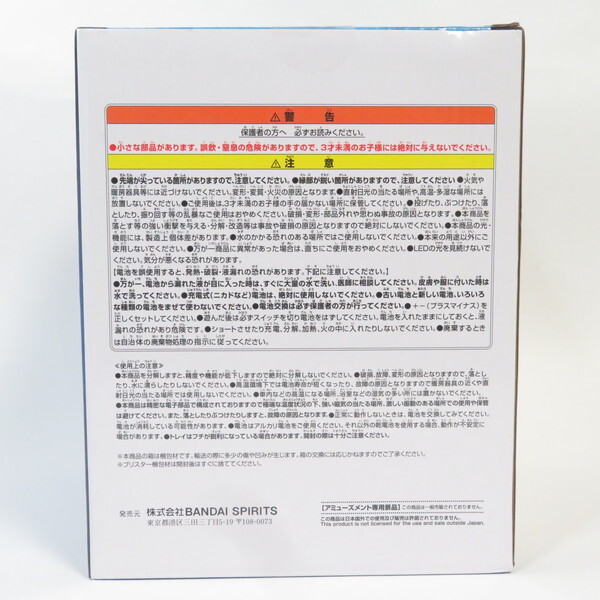 ⚠警 告
保護者の方へ 必ずお読みください。
●小さな部品があります。誤飲・窒息の危険がありますので、3才未満のお子様には絶対に与えないでください。
⚠注 意
●先端が尖っている箇所がありますので、注意してください。●縁部が鋭い箇所がありますので、注意してください。●火気や
暖房器具等には近づけないでください。変形・変質・火災の原因となります。●直射日光の当たる場所や、高温・多湿な場所には
放置しないでください。●ご使用後は、3才未満のお子様の手の届かない場所に保管してください。●投げたり、ぶつけたり、落
としたり、振り回す等の乱暴なご使用はおやめください。破損・変形・部品外れや思わぬ事故の原因となります。●本商品を
落とす等の強い衝撃を与える・分解・改造等は事故や破損の原因となりますので絶対にしないでください。●本商品の光・
機能には、製造上個体差があります。●水のかかる恐れのある場所ではご使用しないでください。●本来の用途以外にご
使用しないでください。●万が一商品に異常があった場合は、直ちにご使用をおやめください。●LEDの光を見続けないでく
ださい。気分が悪くなる恐れがあります。
【電池を誤使用すると、発熱・破裂・液漏れの恐れがあります。下記に注意してください。】
●万が一、電池から漏れた液が目に入った時は、すぐに大量の水で洗い、医師に相談してください。皮膚や服に付いた時は
水で洗ってください。●充電式(ニカドなど)電池は、絶対に使用しないでください。●古い電池と新しい電池、いろいろ
な種類の電池をまぜて使わないでください。●電池交換は必ず保護者の方が行ってください。●+−(プラスマイナス)を
正しくセットしてください。●遊んだ後は必ずスイッチを切り電池をはずしてください。電池を入れたままにしておくと、液
漏れの恐れがあり危険です。●ショートさせたり充電、分解、加熱、火の中に入れたりしないでください。●廃棄するとき
は自治体の廃棄物処理の指示に従ってください。
《使用上の注意》
●本商品を分解しますと、精度や機能が低下しますので絶対に分解しないでください。●破損、故障、変形の原因となりますので、落とし
たり、水に濡らしたりしないでください。●高温環境下では電池寿命が短くなったり、故障の原因となりますので暖房器具の近くや直
射日光の当たる場所では使用しないでください。●車内などの高温になる場所、浴室などの湿気の多い所には置かないでください。
●本商品は精密な電子部品で構成されておりますので極端な温度状況の下、強い磁気の当たる場所、激しい振動のある場所での使用や保管
は避けてください。また、落としたりぶつけたりしますと、故障の原因となります。●正常に動作しないときは、電池を交換してみてください。
電池が消耗している可能性があります。●電池はアルカリ電池をご使用ください。それ以外の乾電池を使用する場合、動作が不安定に
なる場合があります。●トレイはフチが鋭利になっている場合があります。開封の際は十分ご注意ください。
※本商品の箱は梱包材です。輸送の際に多少の傷や凹みが生じます。箱の交換には応じかねますのでご了承ください。
※ブリスター梱包材は開封後はすぐに捨ててください。
発売元 株式会社BANDAI SPIRITS
東京都港区三田三丁目5-19 〒108-0073
【アミューズメント専用景品】この商品は一般市販されておりません。
この商品は日本国外での使用及び販売は許諾されておりません。
This product is not licensed for the use and sale outside Japan.